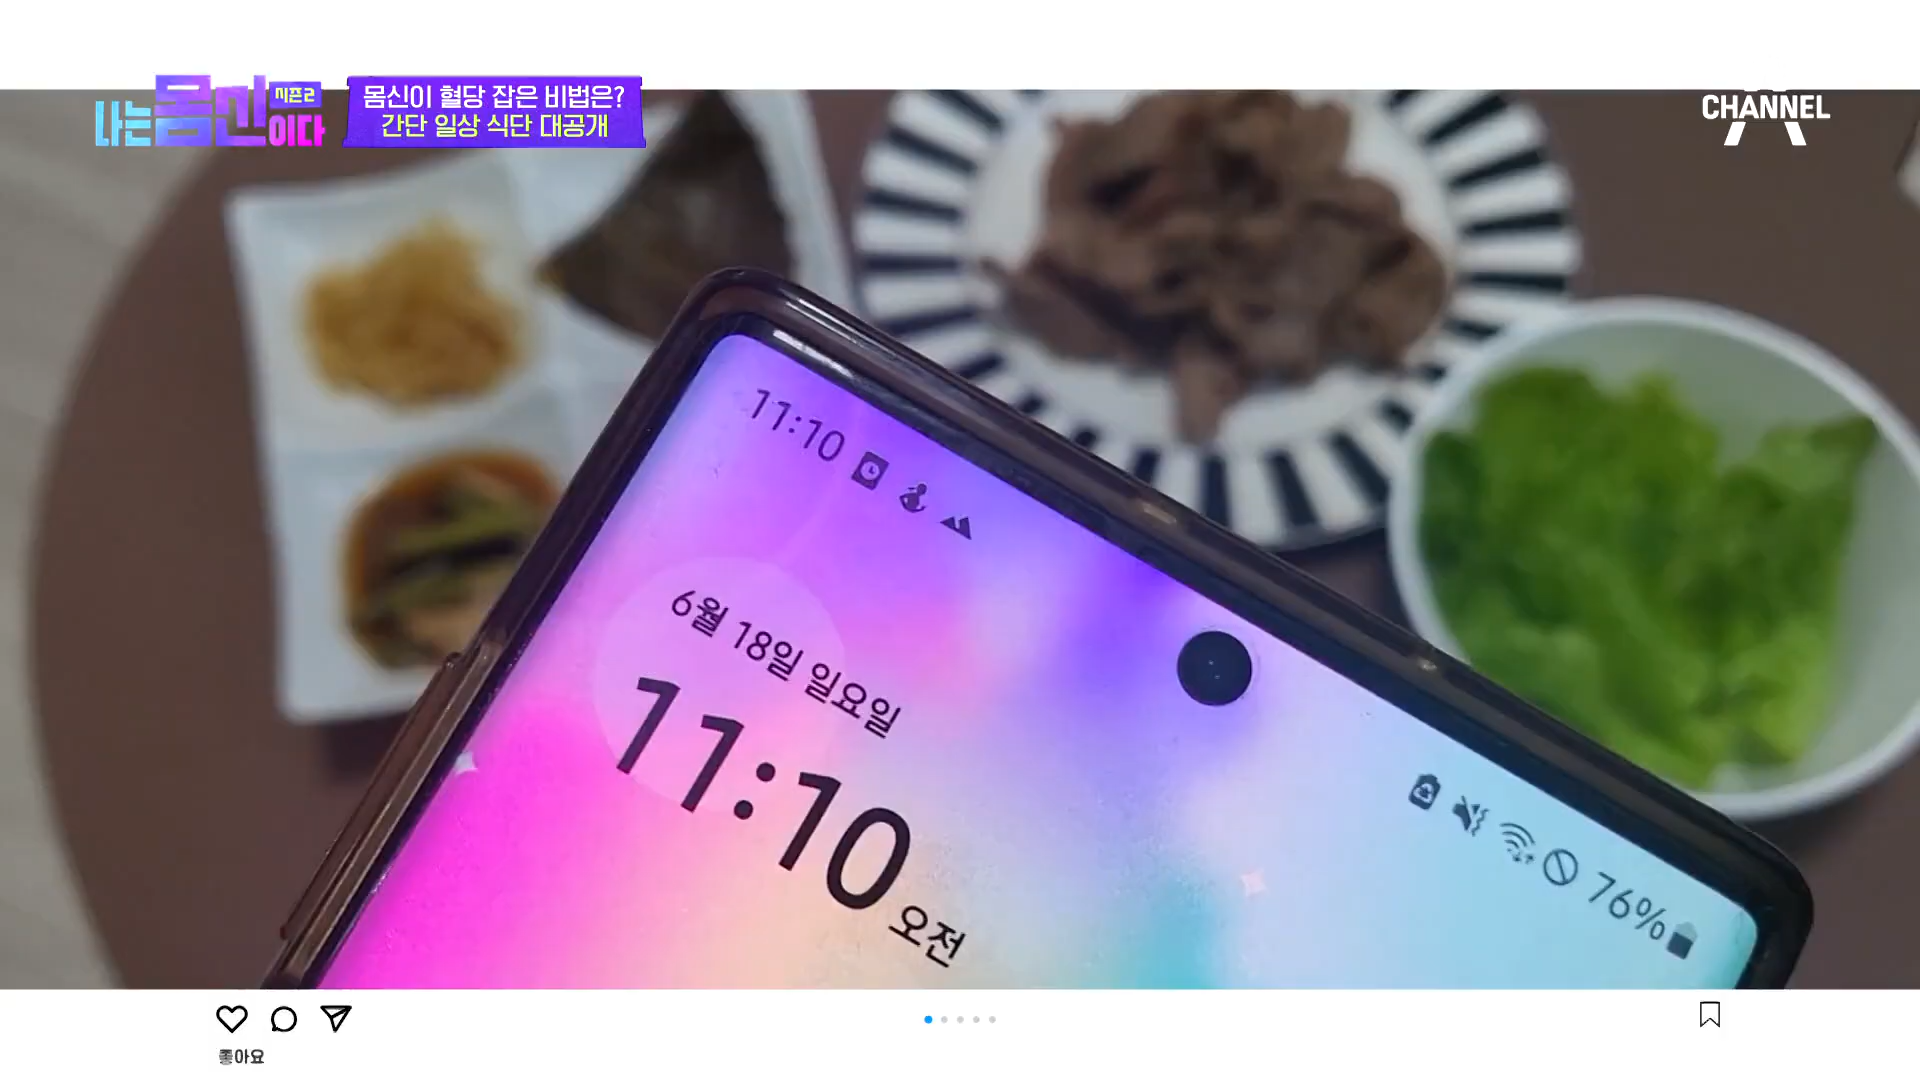 나는 몸신이다 시즌2
몸신이 혈당 잡은 비법은?
간단 일상 식단 대공개
CHANNEL A
11:10
6월 18일 일요일
11:10 오전
76%
좋아요